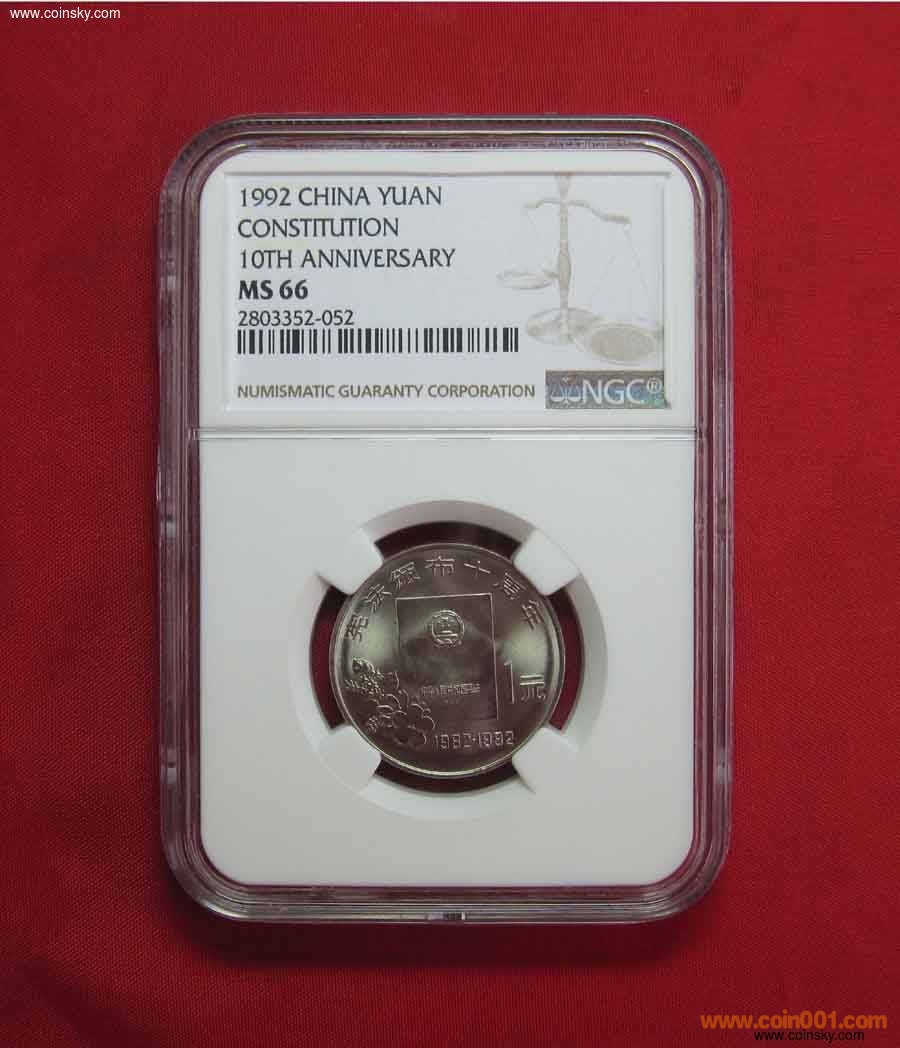 www.coinsky.com
1992 CHINA YUAN
CONSTITUTION
10TH ANNIVERSARY
MS 66
2803352-052
NUMISMATIC GUARANTY CORPORATION
NGC®
宪法颁布十周年
1元
1982-1992
www.coin001.com
www.coinsky.com